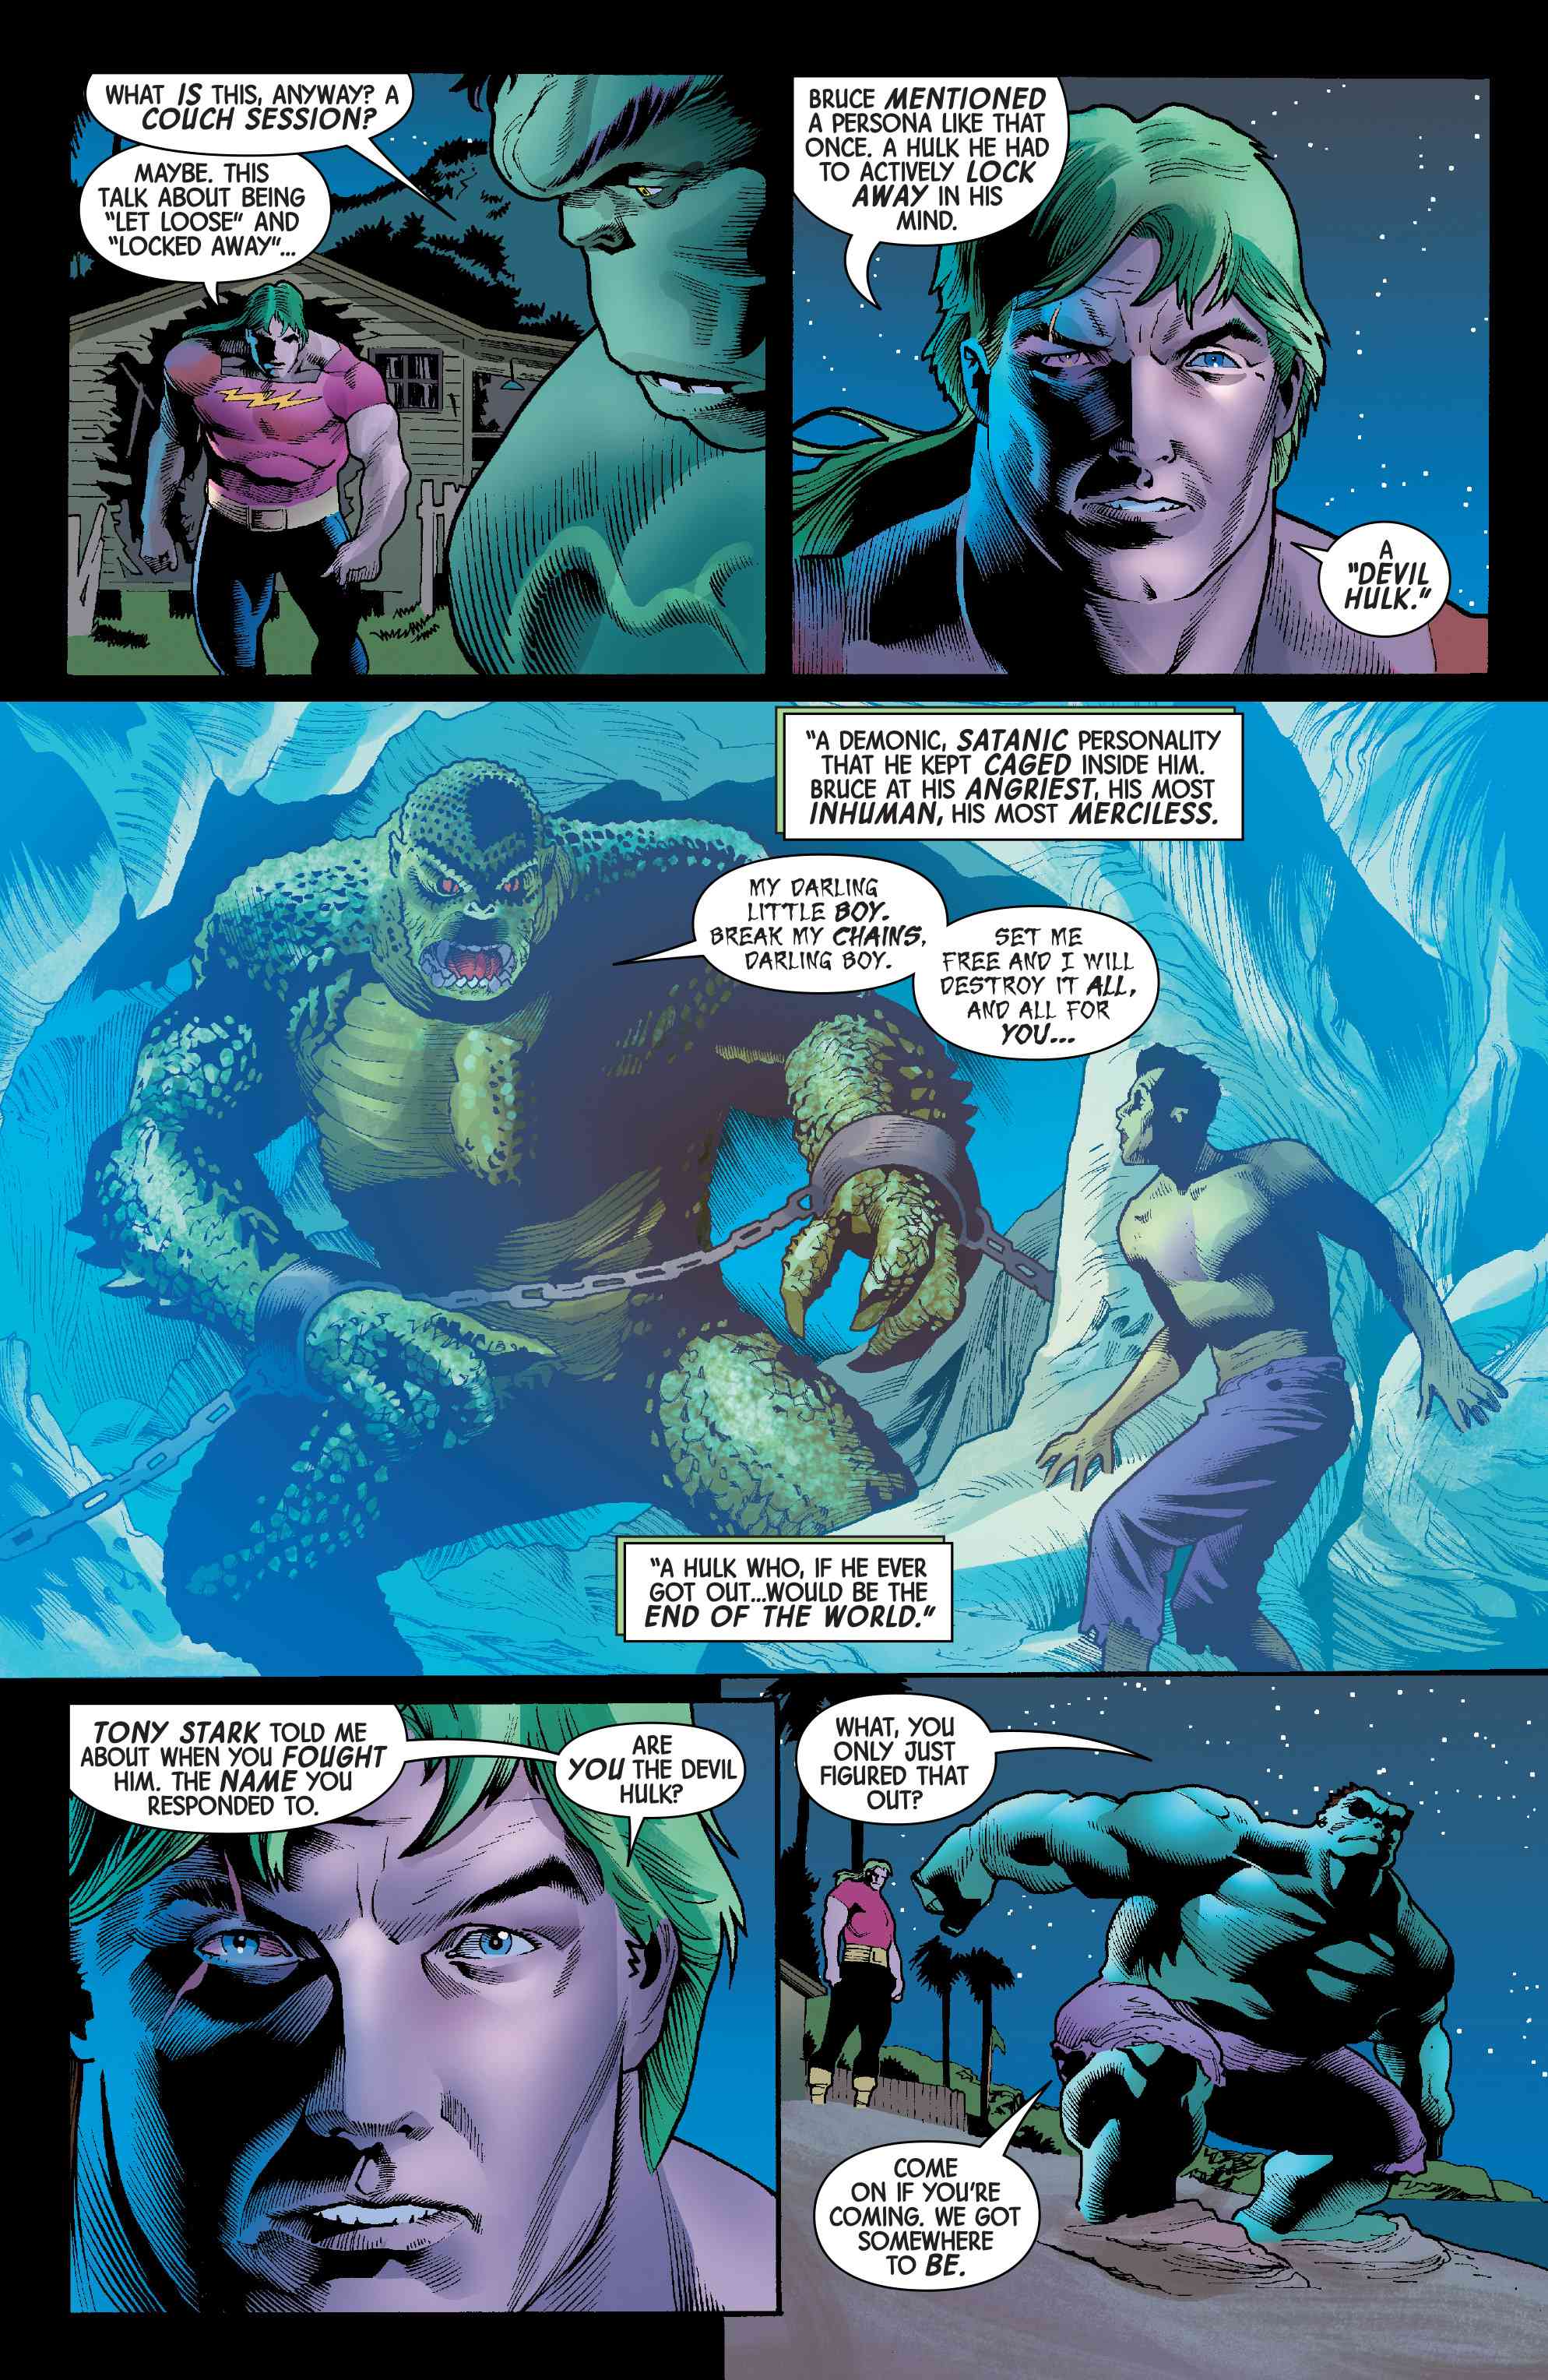 WHAT IS THIS, ANYWAY? A
COUCH SESSION?
MAYBE. THIS
TALK ABOUT BEING
"LET LOOSE" AND
"LOCKED AWAY"...
BRUCE MENTIONED
A PERSONA LIKE THAT
ONCE. A HULK HE HAD
TO ACTIVELY LOCK
AWAY IN HIS
MIND.
A
"DEVIL
HULK."
"A DEMONIC, SATANIC PERSONALITY
THAT HE KEPT CAGED INSIDE HIM.
BRUCE AT HIS ANGRIEST, HIS MOST
INHUMAN, HIS MOST MERCILESS.
MY DARLING
LITTLE BOY.
BREAK MY CHAINS,
DARLING BOY.
SET ME
FREE AND I WILL
DESTROY IT ALL,
AND ALL FOR
YOU...
"A HULK WHO, IF HE EVER
GOT OUT...WOULD BE THE
END OF THE WORLD."
TONY STARK TOLD ME
ABOUT WHEN YOU FOUGHT
HIM. THE NAME YOU
RESPONDED TO.
ARE
YOU THE DEVIL
HULK?
WHAT, YOU
ONLY JUST
FIGURED THAT
OUT?
COME
ON IF YOU'RE
COMING. WE GOT
SOMEWHERE
TO BE.